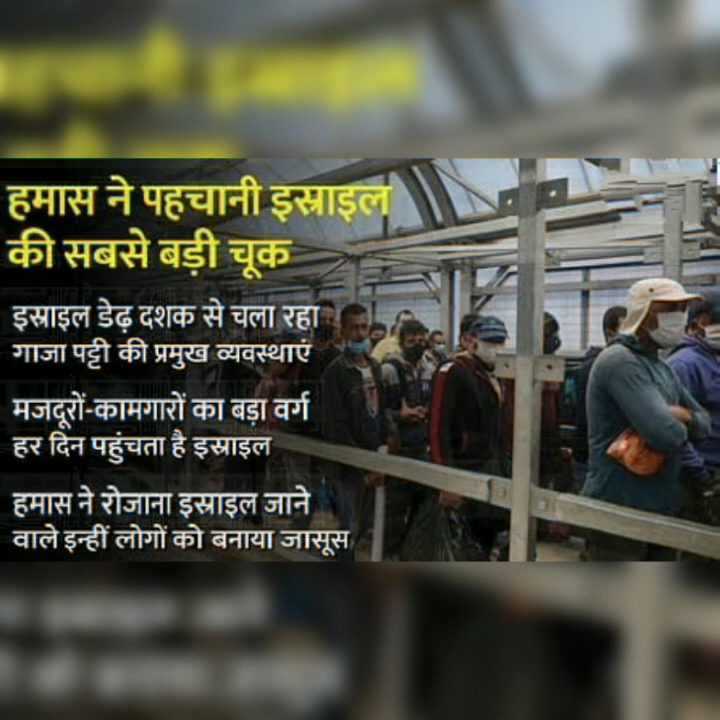 हमास ने पहचानी इस्राइल
की सबसे बड़ी चूक
इस्राइल डेढ़ दशक से चला रहा
गाजा पट्टी की प्रमुख व्यवस्थाएं
मजदूरों-कामगारों का बड़ा वर्ग
हर दिन पहुंचता है इस्राइल
हमास ने रोजाना इस्राइल जाने
वाले इन्हीं लोगों को बनाया जासूस